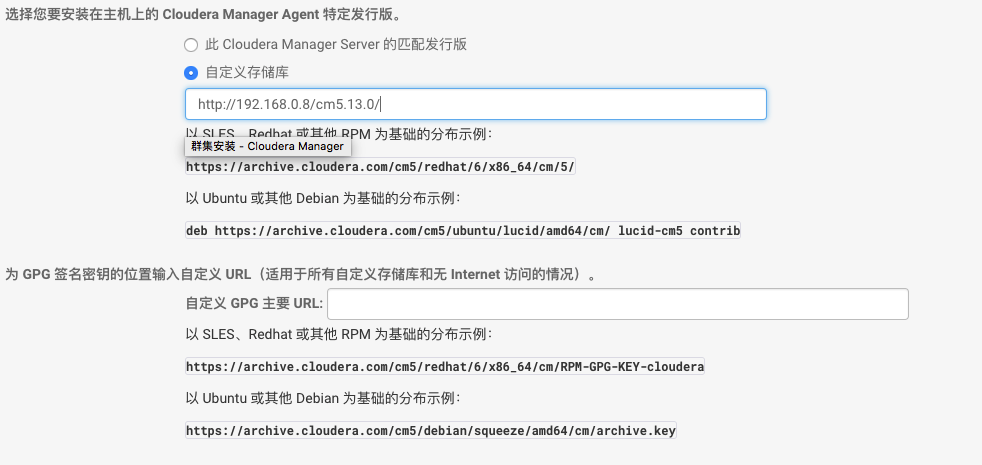 选择您要安装在主机上的 Cloudera Manager Agent 特定发行版。
此 Cloudera Manager Server 的匹配发行版
自定义存储库
http://192.168.0.8/cm5.13.0/
以 SLES、Redhat 或其他 RPM 为基础的分布示例：
群集安装 - Cloudera Manager
https://archive.cloudera.com/cm5/redhat/6/x86_64/cm/5/
以 Ubuntu 或其他 Debian 为基础的分布示例：
deb https://archive.cloudera.com/cm5/ubuntu/lucid/amd64/cm/ lucid-cm5 contrib
为 GPG 签名密钥的位置输入自定义 URL（适用于所有自定义存储库和无 Internet 访问的情况）。
自定义 GPG 主要 URL:
以 SLES、Redhat 或其他 RPM 为基础的分布示例：
https://archive.cloudera.com/cm5/redhat/6/x86_64/cm/RPM-GPG-KEY-cloudera
以 Ubuntu 或其他 Debian 为基础的分布示例：
https://archive.cloudera.com/cm5/debian/squeeze/amd64/cm/archive.key